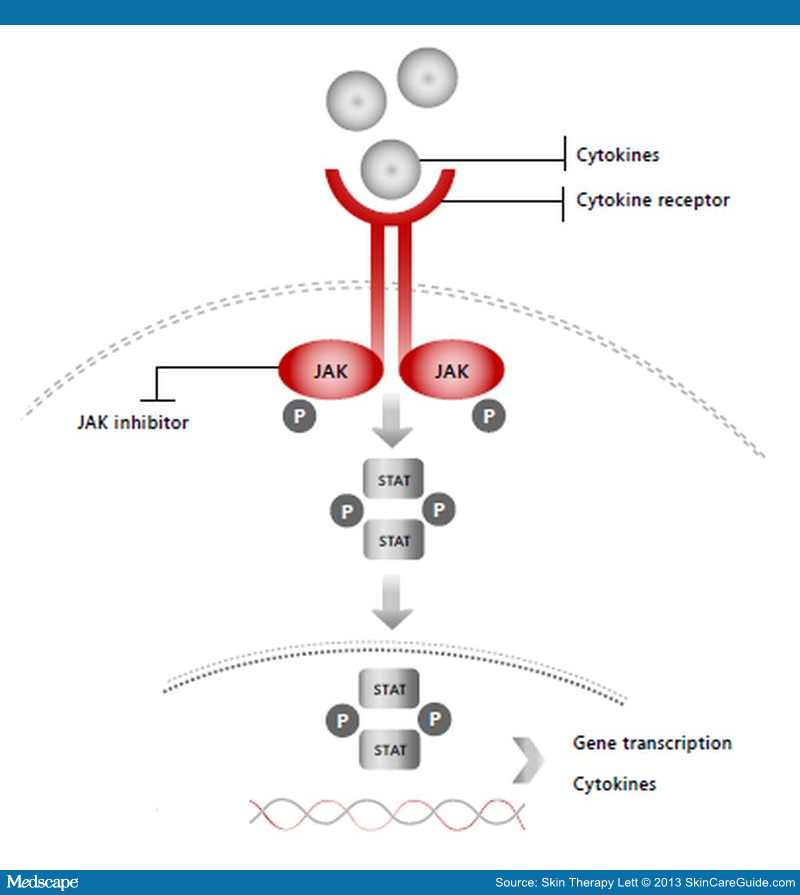 Cytokines
Cytokine receptor
JAK
JAK
JAK inhibitor
P
P
STAT
P
P
STAT
STAT
P
P
STAT
Gene transcription
Cytokines
Medscape
Source: Skin Therapy Lett © 2013 SkinCareGuide.com